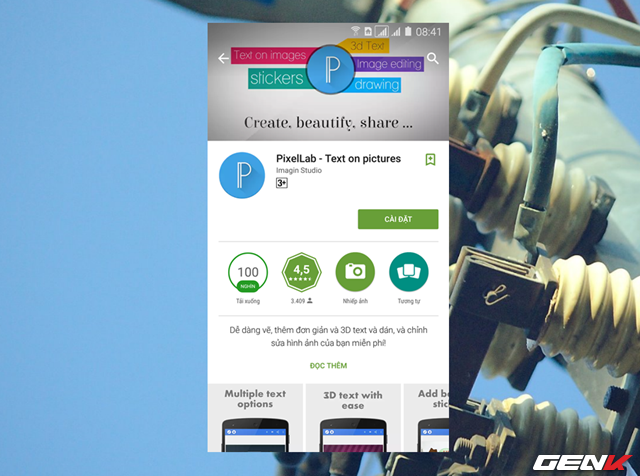 08:41
3d Text
Text on images
Image editing
stickers
drawing
Create, beautify, share ...
PixelLab - Text on pictures
Imagin Studio
3+
CÀI ĐẶT
100
NGHÌN
4,5
Tải xuống
3.409
Nhiếp ảnh
Tương tự
Dễ dàng vẽ, thêm đơn giản và 3D text và dán, và chỉnh
sửa hình ảnh của bạn miễn phí!
ĐỌC THÊM
Multiple text
options
3D text with
ease
Add b
stic
GENK